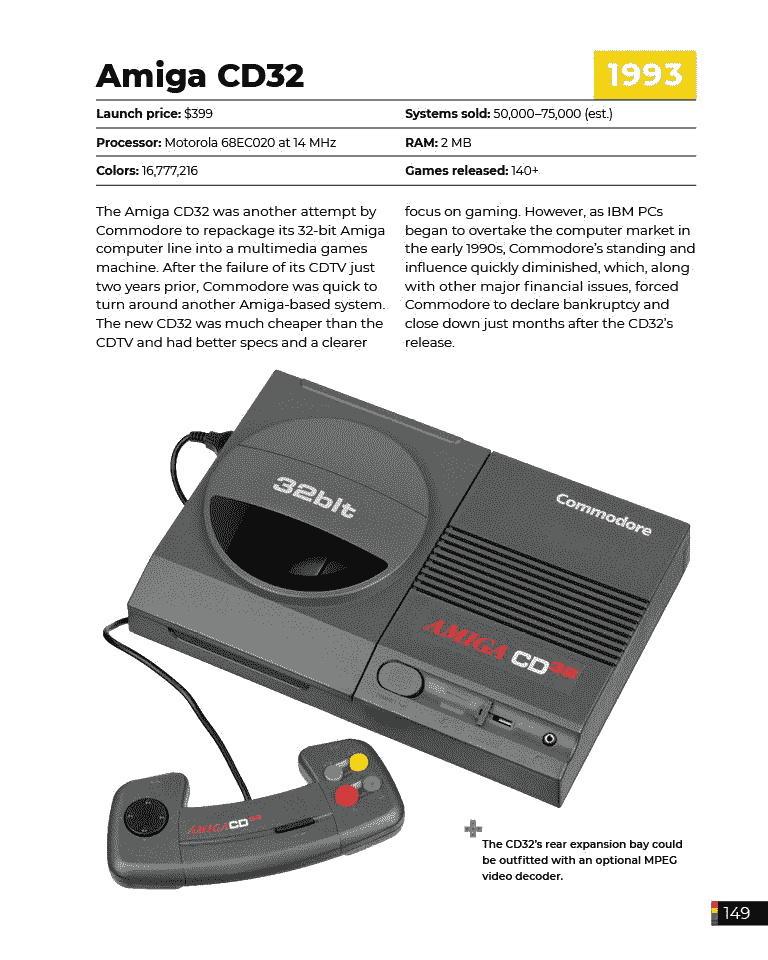 Amiga CD32
1993
Launch price: $399
Systems sold: 50,000–75,000 (est.)
Processor: Motorola 68EC020 at 14 MHz
RAM: 2 MB
Colors: 16,777,216
Games released: 140+
The Amiga CD32 was another attempt by
Commodore to repackage its 32-bit Amiga
computer line into a multimedia games
machine. After the failure of its CDTV just
two years prior, Commodore was quick to
turn around another Amiga-based system.
The new CD32 was much cheaper than the
CDTV and had better specs and a clearer
focus on gaming. However, as IBM PCs
began to overtake the computer market in
the early 1990s, Commodore's standing and
influence quickly diminished, which, along
with other major financial issues, forced
Commodore to declare bankruptcy and
close down just months after the CD32's
release.
32bit
Commodore
AMIGA CD32
AMIGA CD32
The CD32's rear expansion bay could
be outfitted with an optional MPEG
video decoder.
149